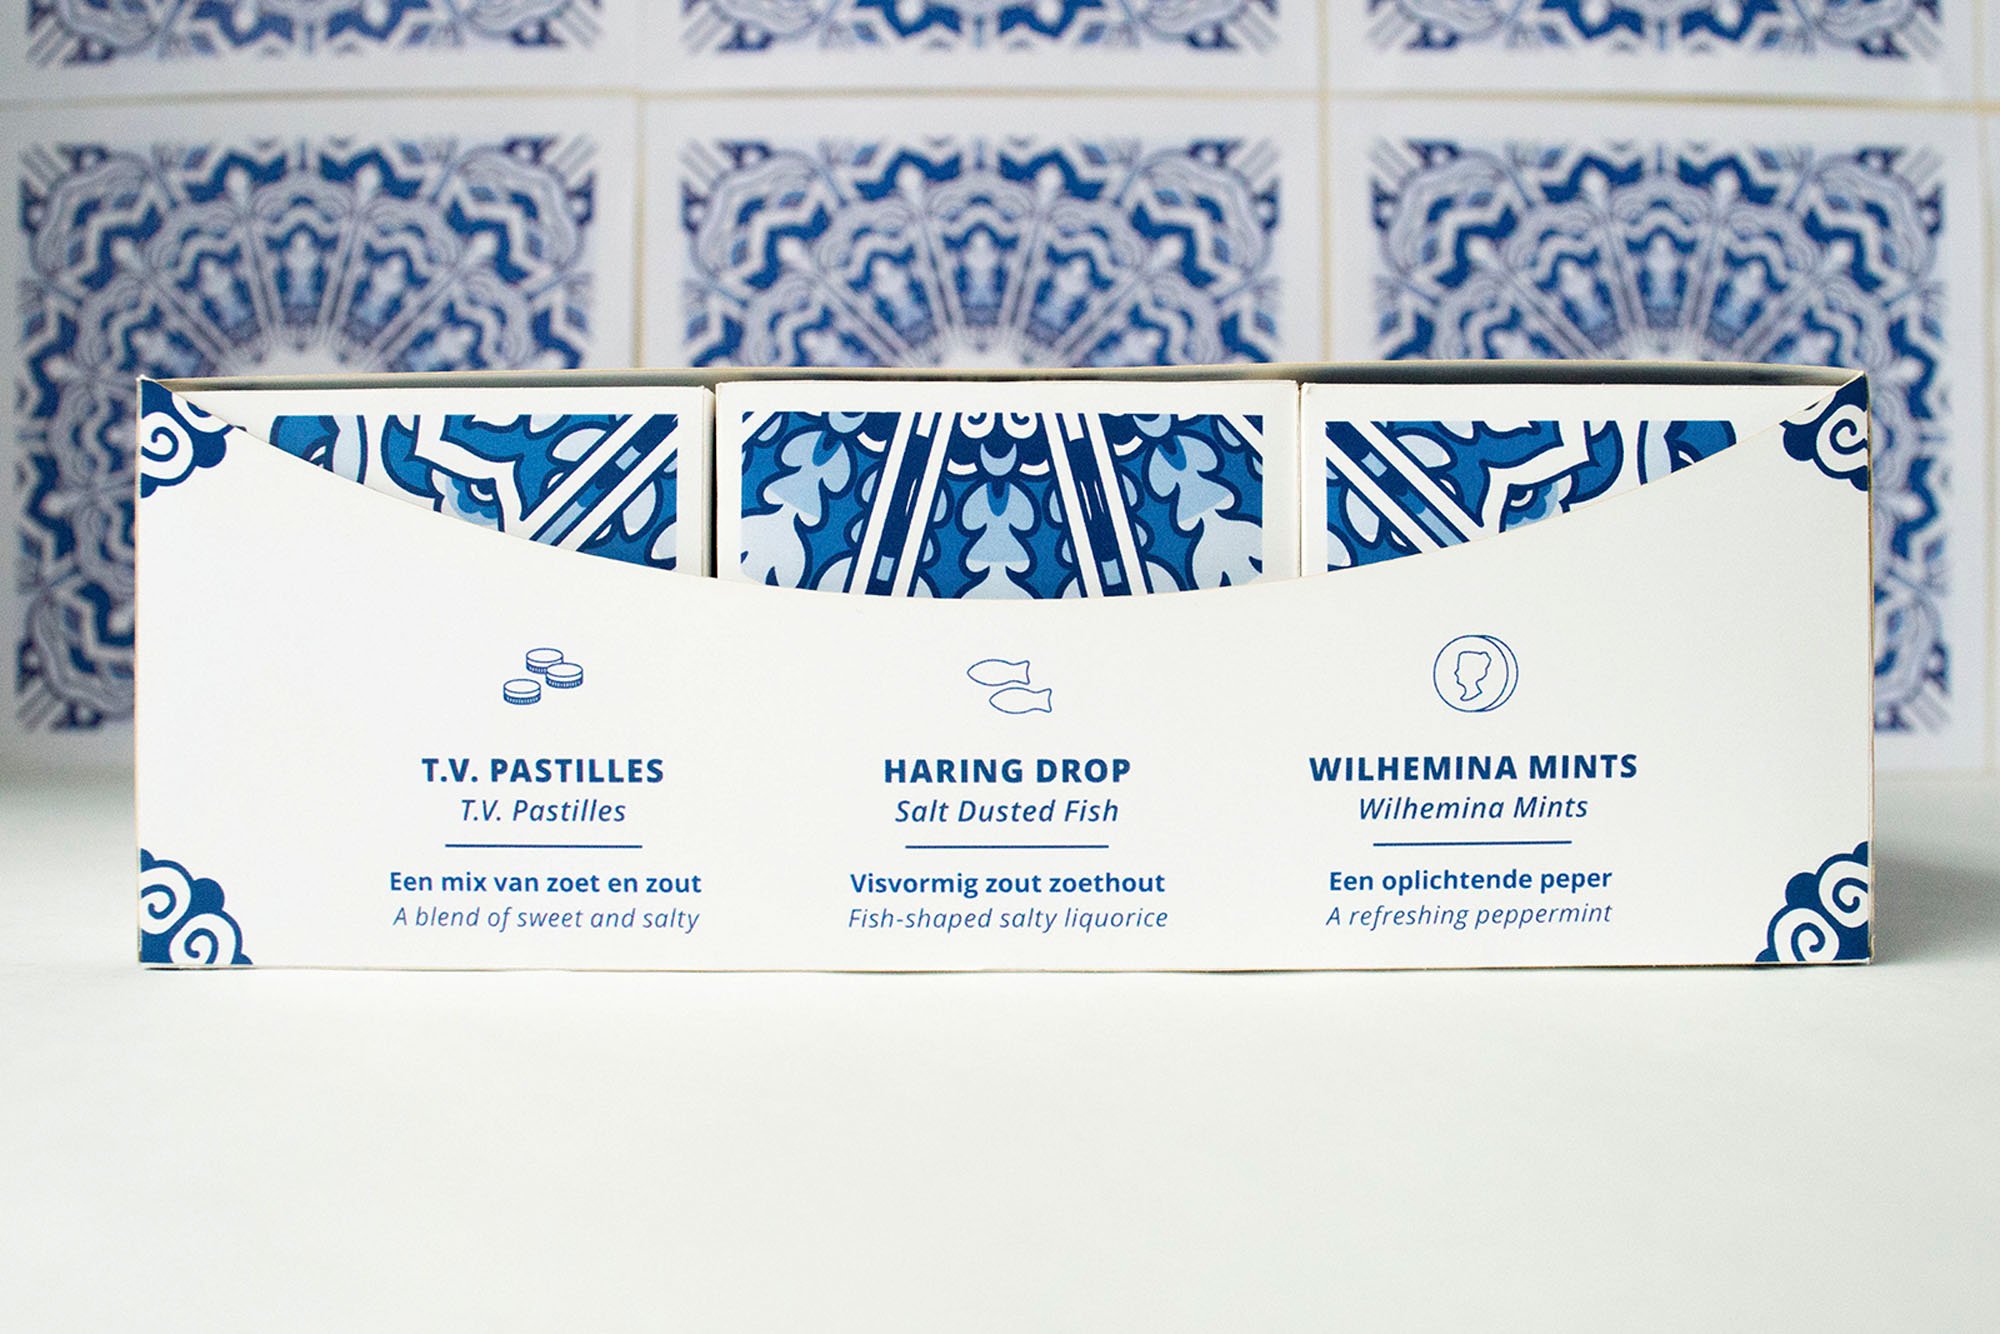 T.V. PASTILLES
T.V. Pastilles
Een mix van zoet en zout
A blend of sweet and salty
HARING DROP
Salt Dusted Fish
Visvormig zout zoethout
Fish-shaped salty liquorice
WILHEMINA MINTS
Wilhemina Mints
Een oplichtende peper
A refreshing peppermint